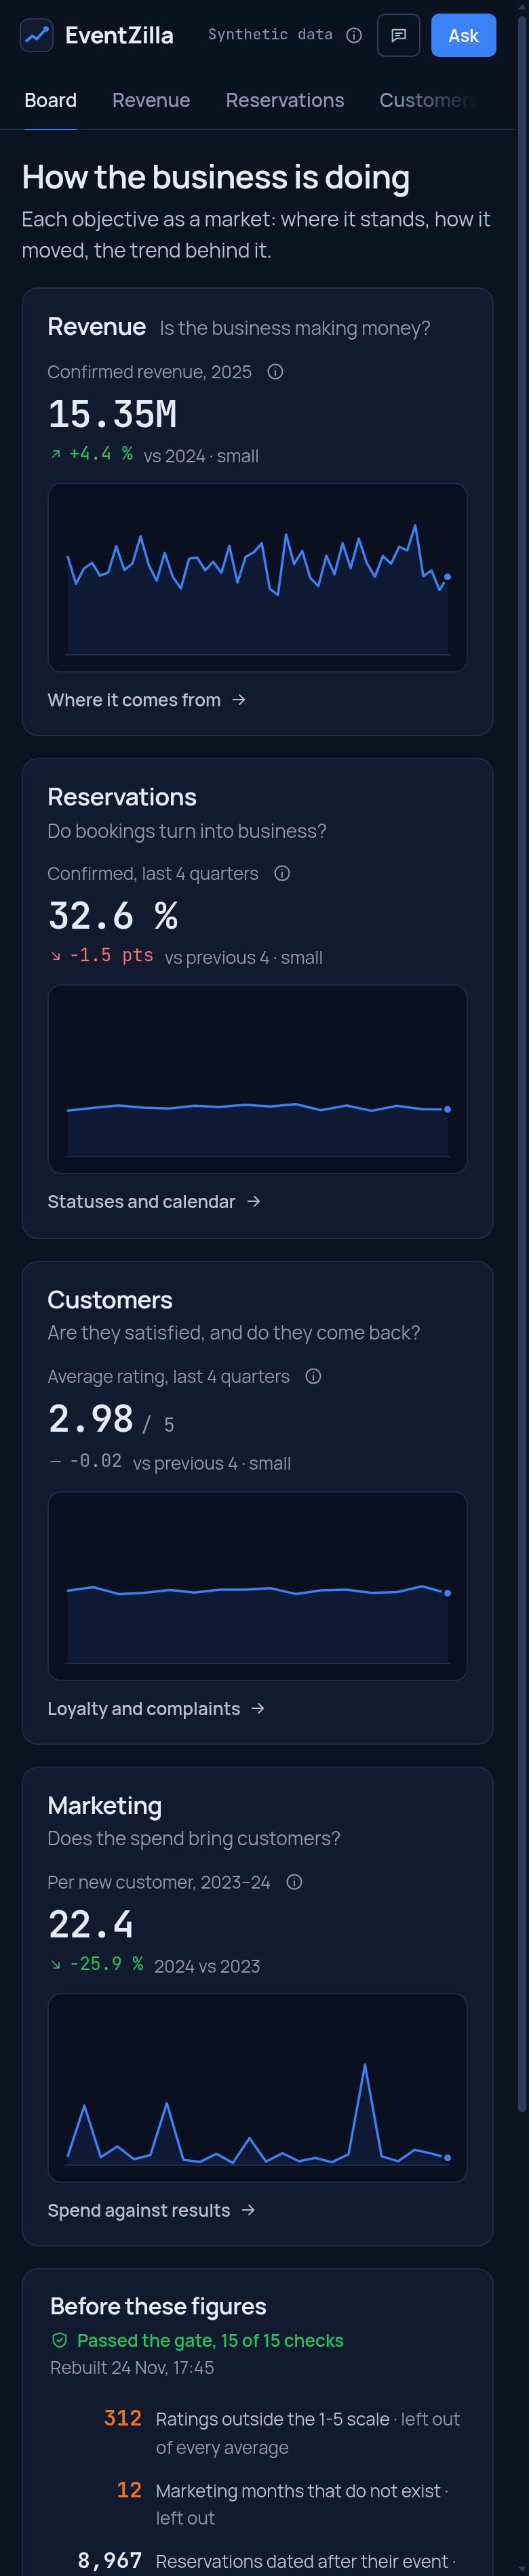 EventZilla
Synthetic data
Ask
Board
Revenue
Reservations
Customers
How the business is doing
Each objective as a market: where it stands, how it
moved, the trend behind it.
Revenue Is the business making money?
Confirmed revenue, 2025
15.35M
↗ +4.4 % vs 2024 · small
Where it comes from →
Reservations
Do bookings turn into business?
Confirmed, last 4 quarters
32.6 %
↘ -1.5 pts vs previous 4 · small
Statuses and calendar →
Customers
Are they satisfied, and do they come back?
Average rating, last 4 quarters
2.98 / 5
— -0.02 vs previous 4 · small
Loyalty and complaints →
Marketing
Does the spend bring customers?
Per new customer, 2023–24
22.4
↘ -25.9 % 2024 vs 2023
Spend against results →
Before these figures
Passed the gate, 15 of 15 checks
Rebuilt 24 Nov, 17:45
312 Ratings outside the 1-5 scale · left out
of every average
12 Marketing months that do not exist ·
left out
8,967 Reservations dated after their event ·